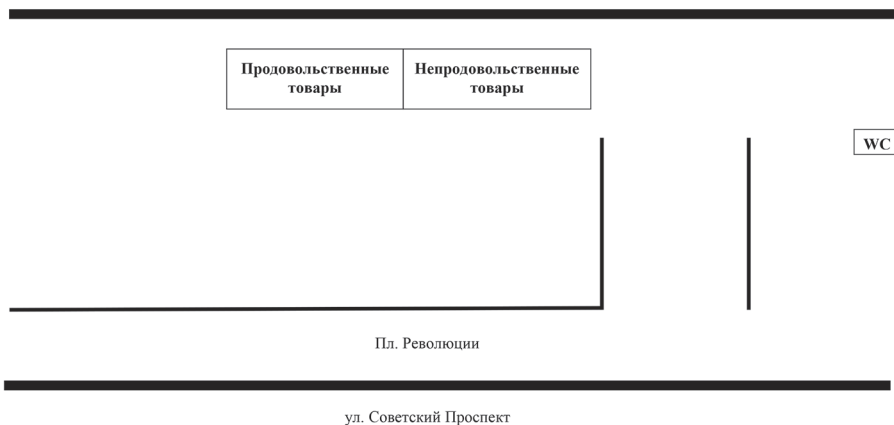 Продовольственные
товары
Непродовольственные
товары
WC
Пл. Революции
ул. Советский Проспект